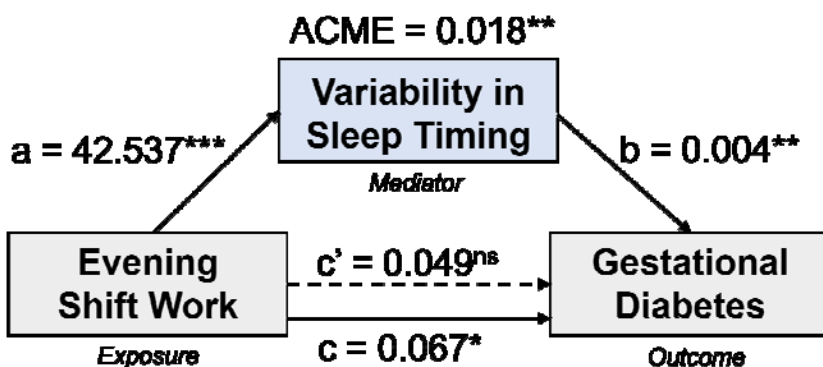 ACME = 0.018**
Variability in
Sleep Timing
Mediator
a = 42.537***
b = 0.004**
Evening
Shift Work
Exposure
c' = 0.049ns
c = 0.067*
Gestational
Diabetes
Outcome